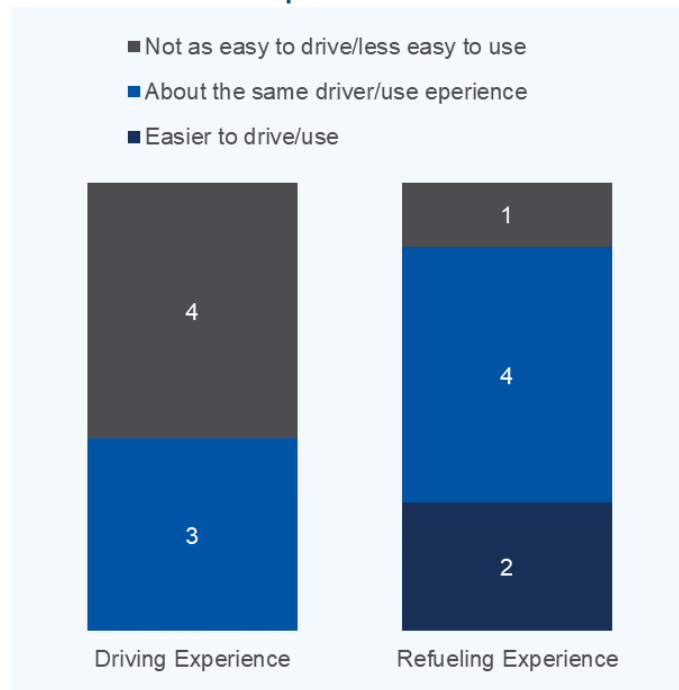 Not as easy to drive/less easy to use
About the same driver/use eperience
Easier to drive/use
4
3
1
4
2
Driving Experience
Refueling Experience